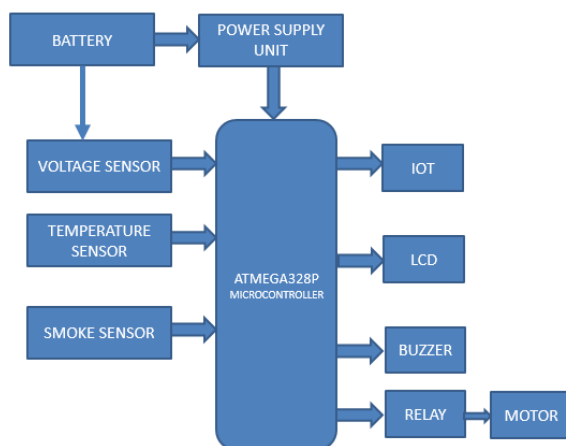 BATTERY
POWER SUPPLY
UNIT
VOLTAGE SENSOR
TEMPERATURE
SENSOR
SMOKE SENSOR
ATMEGA328P
MICROCONTROLLER
IOT
LCD
BUZZER
RELAY
MOTOR